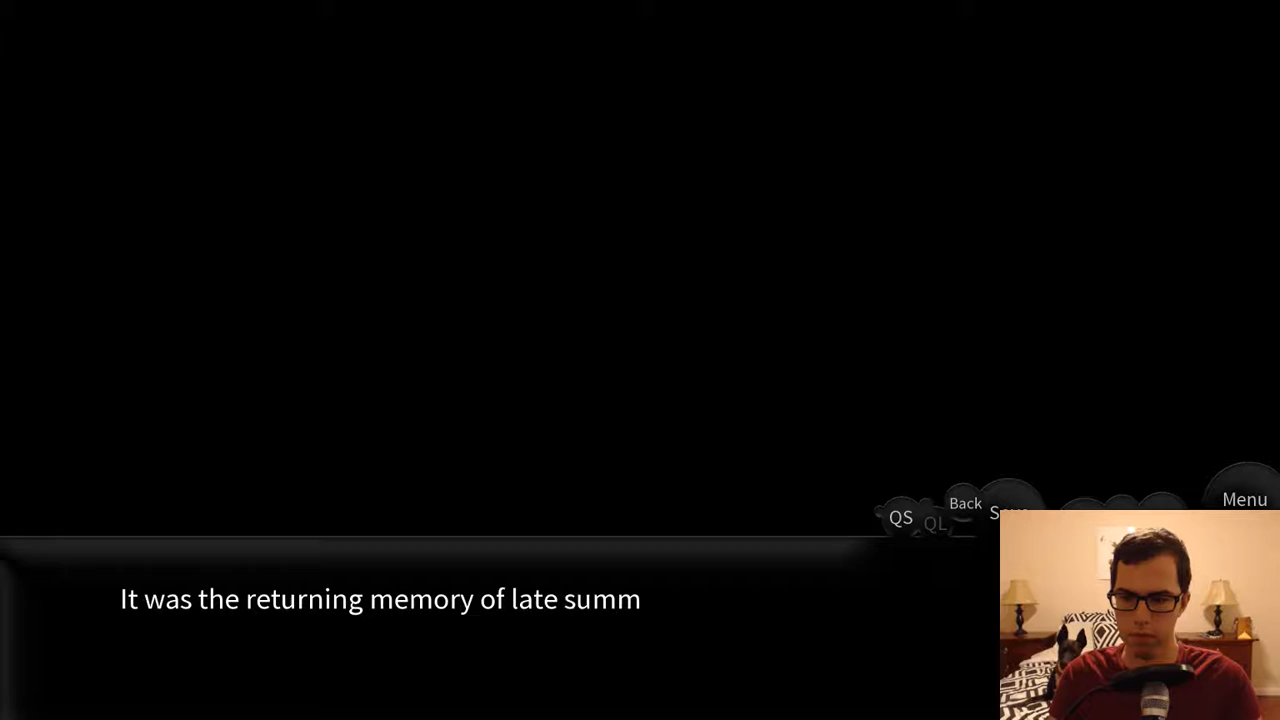 Back
Menu
QS
QL
It was the returning memory of late summ